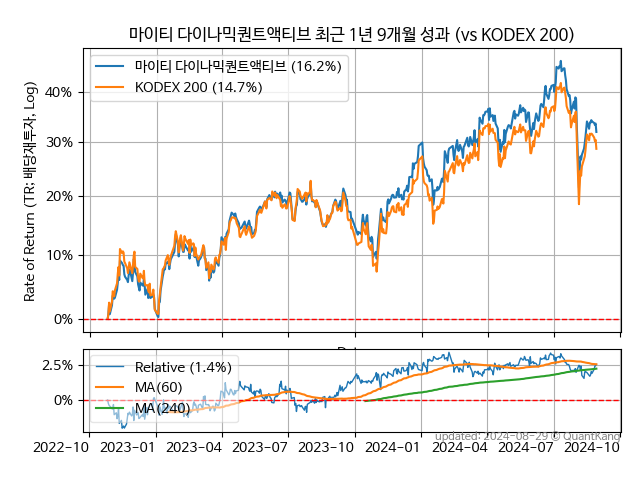 마이티 다이나믹퀀트액티브 최근 1년 9개월 성과 (vs KODEX 200)
Rate of Return (TR: 배당재투자, Log)
마이티 다이나믹퀀트액티브 (16.2%)
KODEX 200 (14.7%)
40%
30%
20%
10%
0%
2.5%
0%
Relative (1.4%)
MA(60)
MA(240)
updated: 2024-08-29 © QuantKang
2022-10 2023-01 2023-04 2023-07 2023-10 2024-01 2024-04 2024-07 2024-10